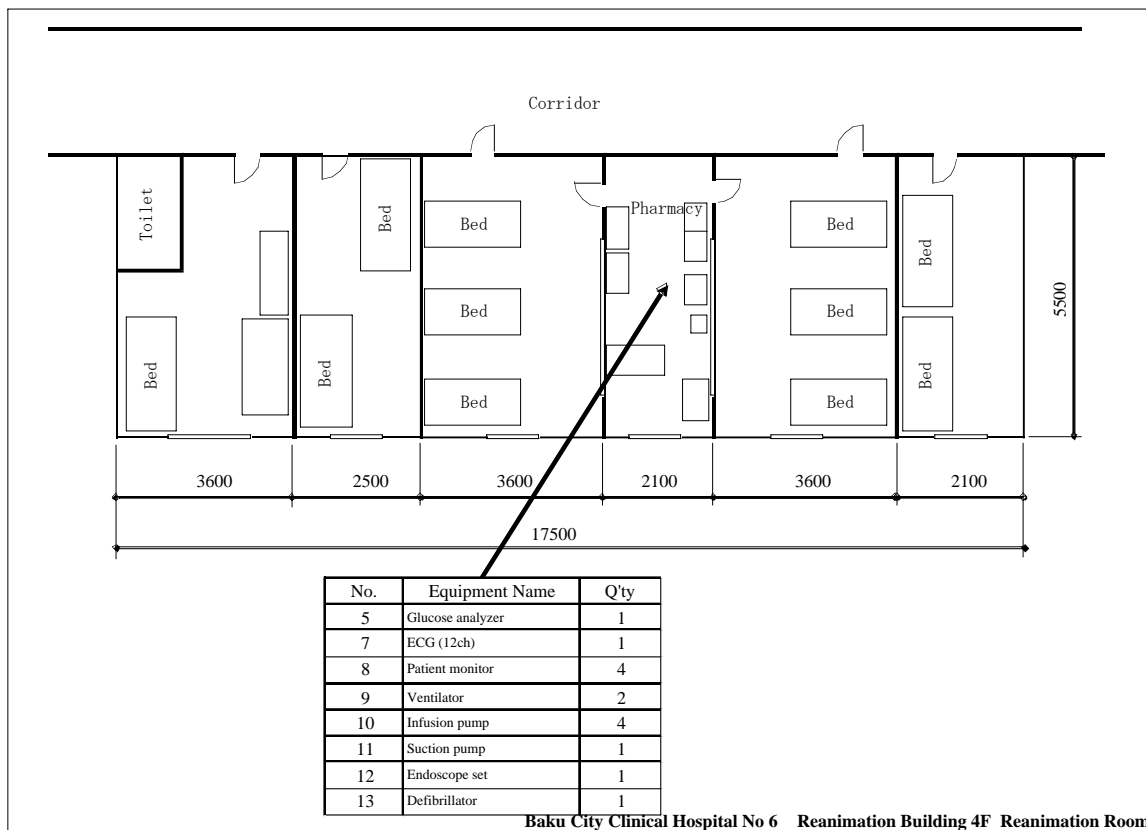 Corridor
Toilet
Bed
Bed
Bed
Bed
Bed
Bed
Pharmacy
Bed
Bed
Bed
Bed
Bed
5500
3600 2500 3600 2100 3600 2100
17500
No. Equipment Name Q'ty
5 Glucose analyzer 1
7 ECG (12ch) 1
8 Patient monitor 4
9 Ventilator 2
10 Infusion pump 4
11 Suction pump 1
12 Endoscope set 1
13 Defibrillator 1
Baku City Clinical Hospital No 6 Reanimation Building 4F Reanimation Room